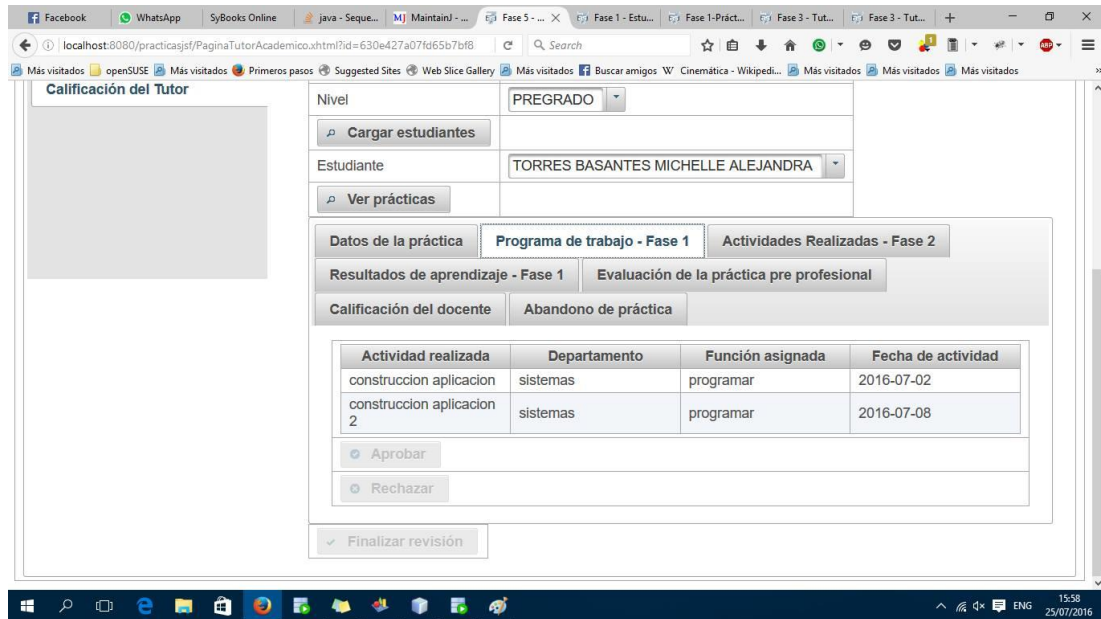 Facebook WhatsApp SyBooks Online java - Seque... MaintainJ - ... Fase 5 - ... Fase 1 - Estu... Fase 1-Práct... Fase 3 - Tut... Fase 3 - Tut...
localhost:8080/practicasjsf/PaginaTutorAcademico.xhtml?id=630e427a07fd65b7bf8 Search ABP
Más visitados openSUSE Más visitados Primeros pasos Suggested Sites Web Slice Gallery Más visitados Buscar amigos W Cinemática - Wikipedi... Más visitados Más visitados Más visitados
Calificación del Tutor
Nivel PREGRADO
Cargar estudiantes
Estudiante TORRES BASANTES MICHELLE ALEJANDRA
Ver prácticas
Datos de la práctica Programa de trabajo - Fase 1 Actividades Realizadas - Fase 2
Resultados de aprendizaje - Fase 1 Evaluación de la práctica pre profesional
Calificación del docente Abandono de práctica
Actividad realizada Departamento Función asignada Fecha de actividad
construccion aplicacion sistemas programar 2016-07-02
construccion aplicacion
2 sistemas programar 2016-07-08
Aprobar
Rechazar
Finalizar revisión
ENG 15:58
25/07/2016